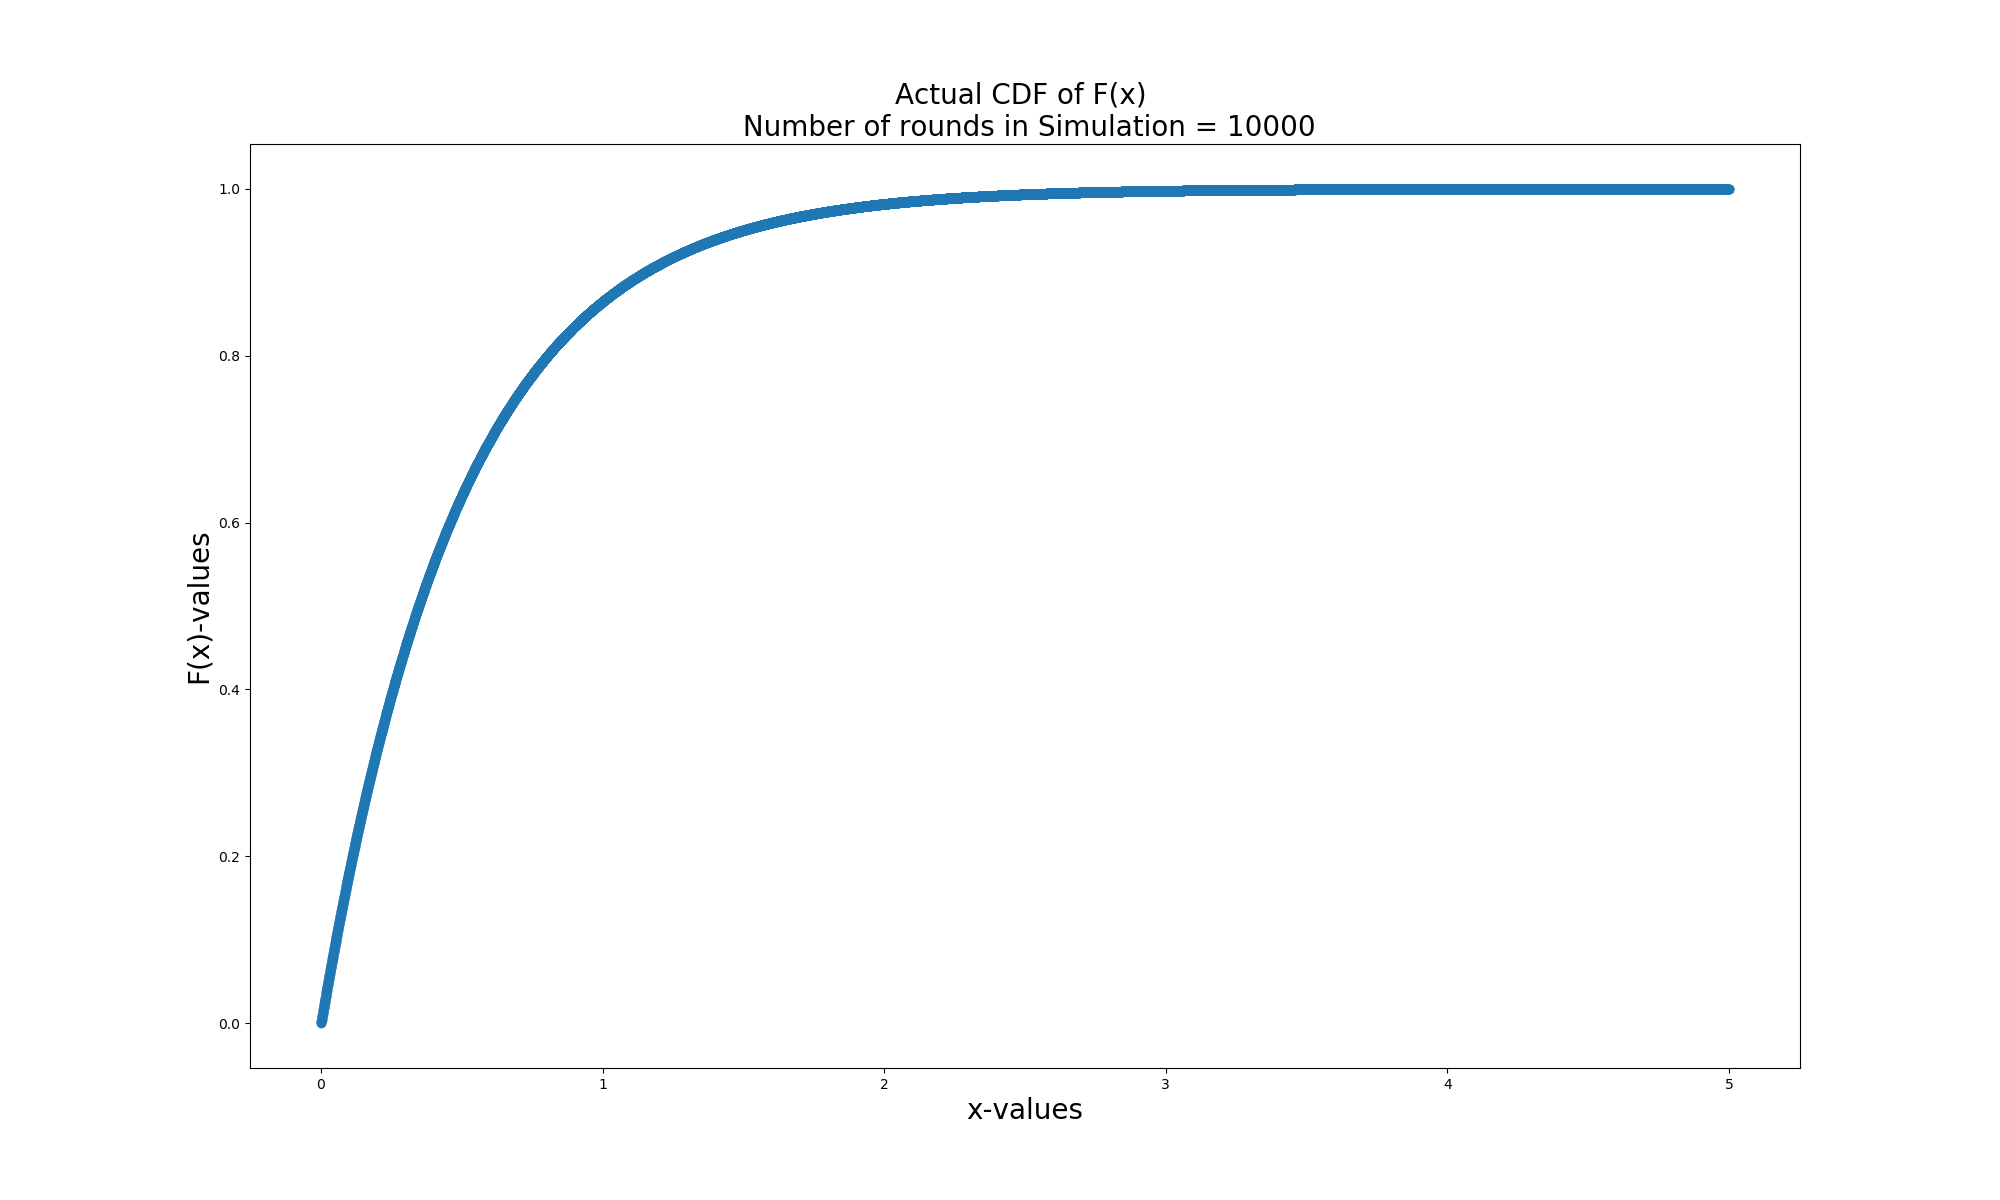 Actual CDF of F(x)
Number of rounds in Simulation = 10000
1.0
0.8
0.6
0.4
0.2
0.0
F(x)-values
0 1 2 3 4 5
x-values